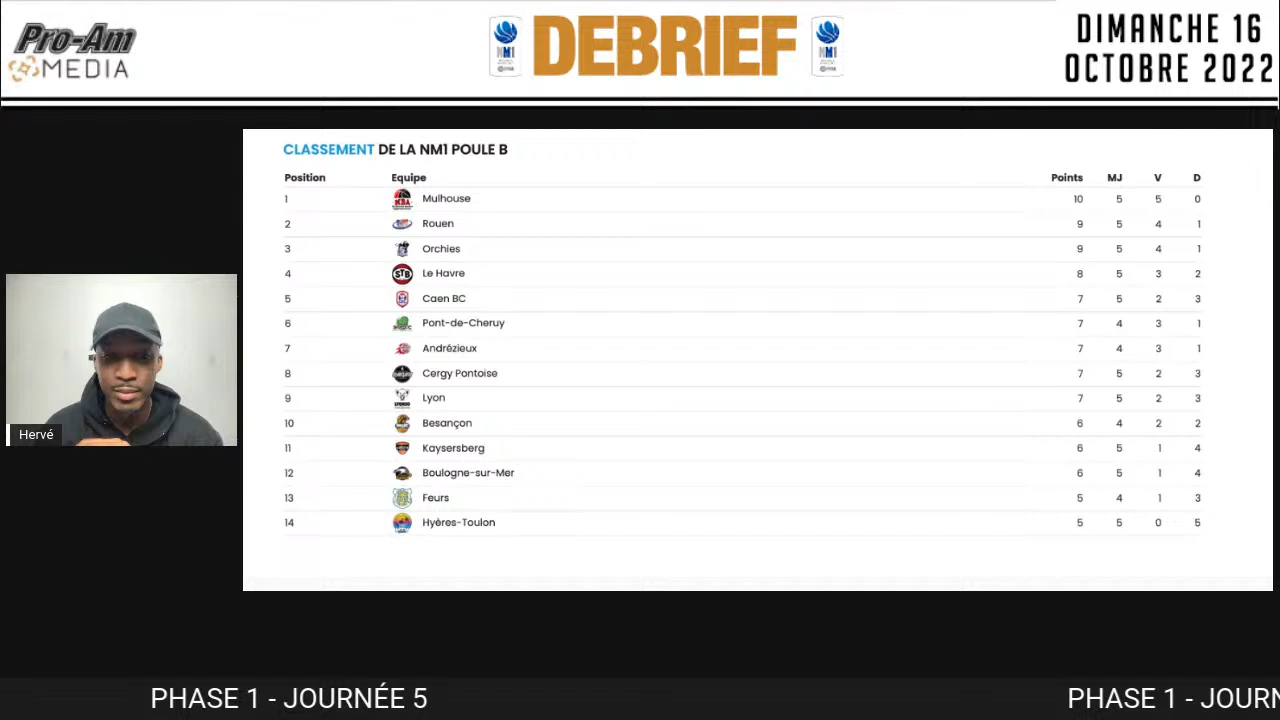 Pro-Am
MEDIA
NM1
DEBRIEF
NM1
DIMANCHE 16
OCTOBRE 2022
CLASSEMENT DE LA NM1 POULE B
Position Equipe Points MJ V D
1 Mulhouse 10 5 5 0
2 Rouen 9 5 4 1
3 Orchies 9 5 4 1
4 STB Le Havre 8 5 3 2
5 Caen BC 7 5 2 3
6 Pont-de-Cheruy 7 4 3 1
7 Andrézieux 7 4 3 1
8 Cergy Pontoise 7 5 2 3
9 Lyon 7 5 2 3
10 Besançon 6 4 2 2
11 Kaysersberg 6 5 1 4
12 Boulogne-sur-Mer 6 5 1 4
13 Feurs 5 4 1 3
14 Hyères-Toulon 5 5 0 5
Hervé
PHASE 1 - JOURNÉE 5
PHASE 1 - JOURN